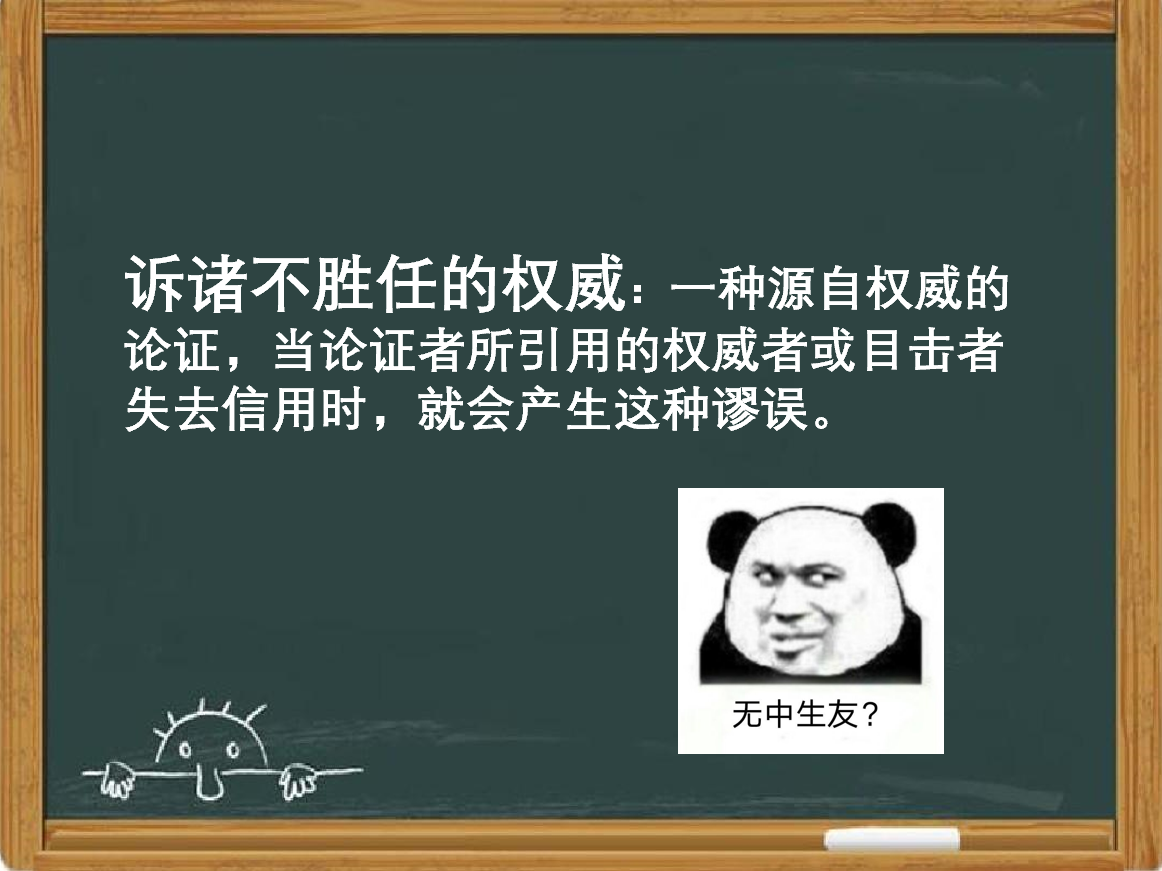 诉诸不胜任的权威：一种源自权威的
论证，当论证者所引用的权威者或目击者
失去信用时，就会产生这种谬误。
无中生友？